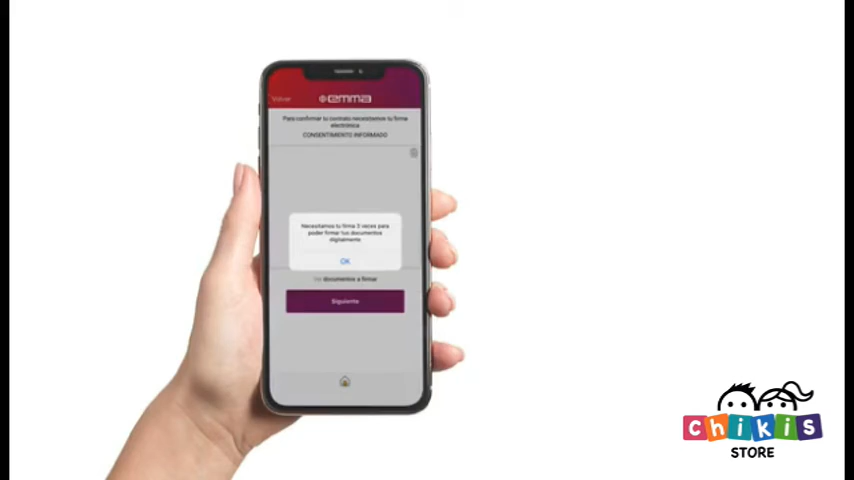 Volver
emma
Para confirmar tu contrato necesitamos tu firma
electrónica
CONSENTIMIENTO INFORMADO
Necesitamos tu firma 3 veces para
poder firmar tus documentos
digitalmente
OK
Ver documentos a firmar
Siguiente
chikis
STORE